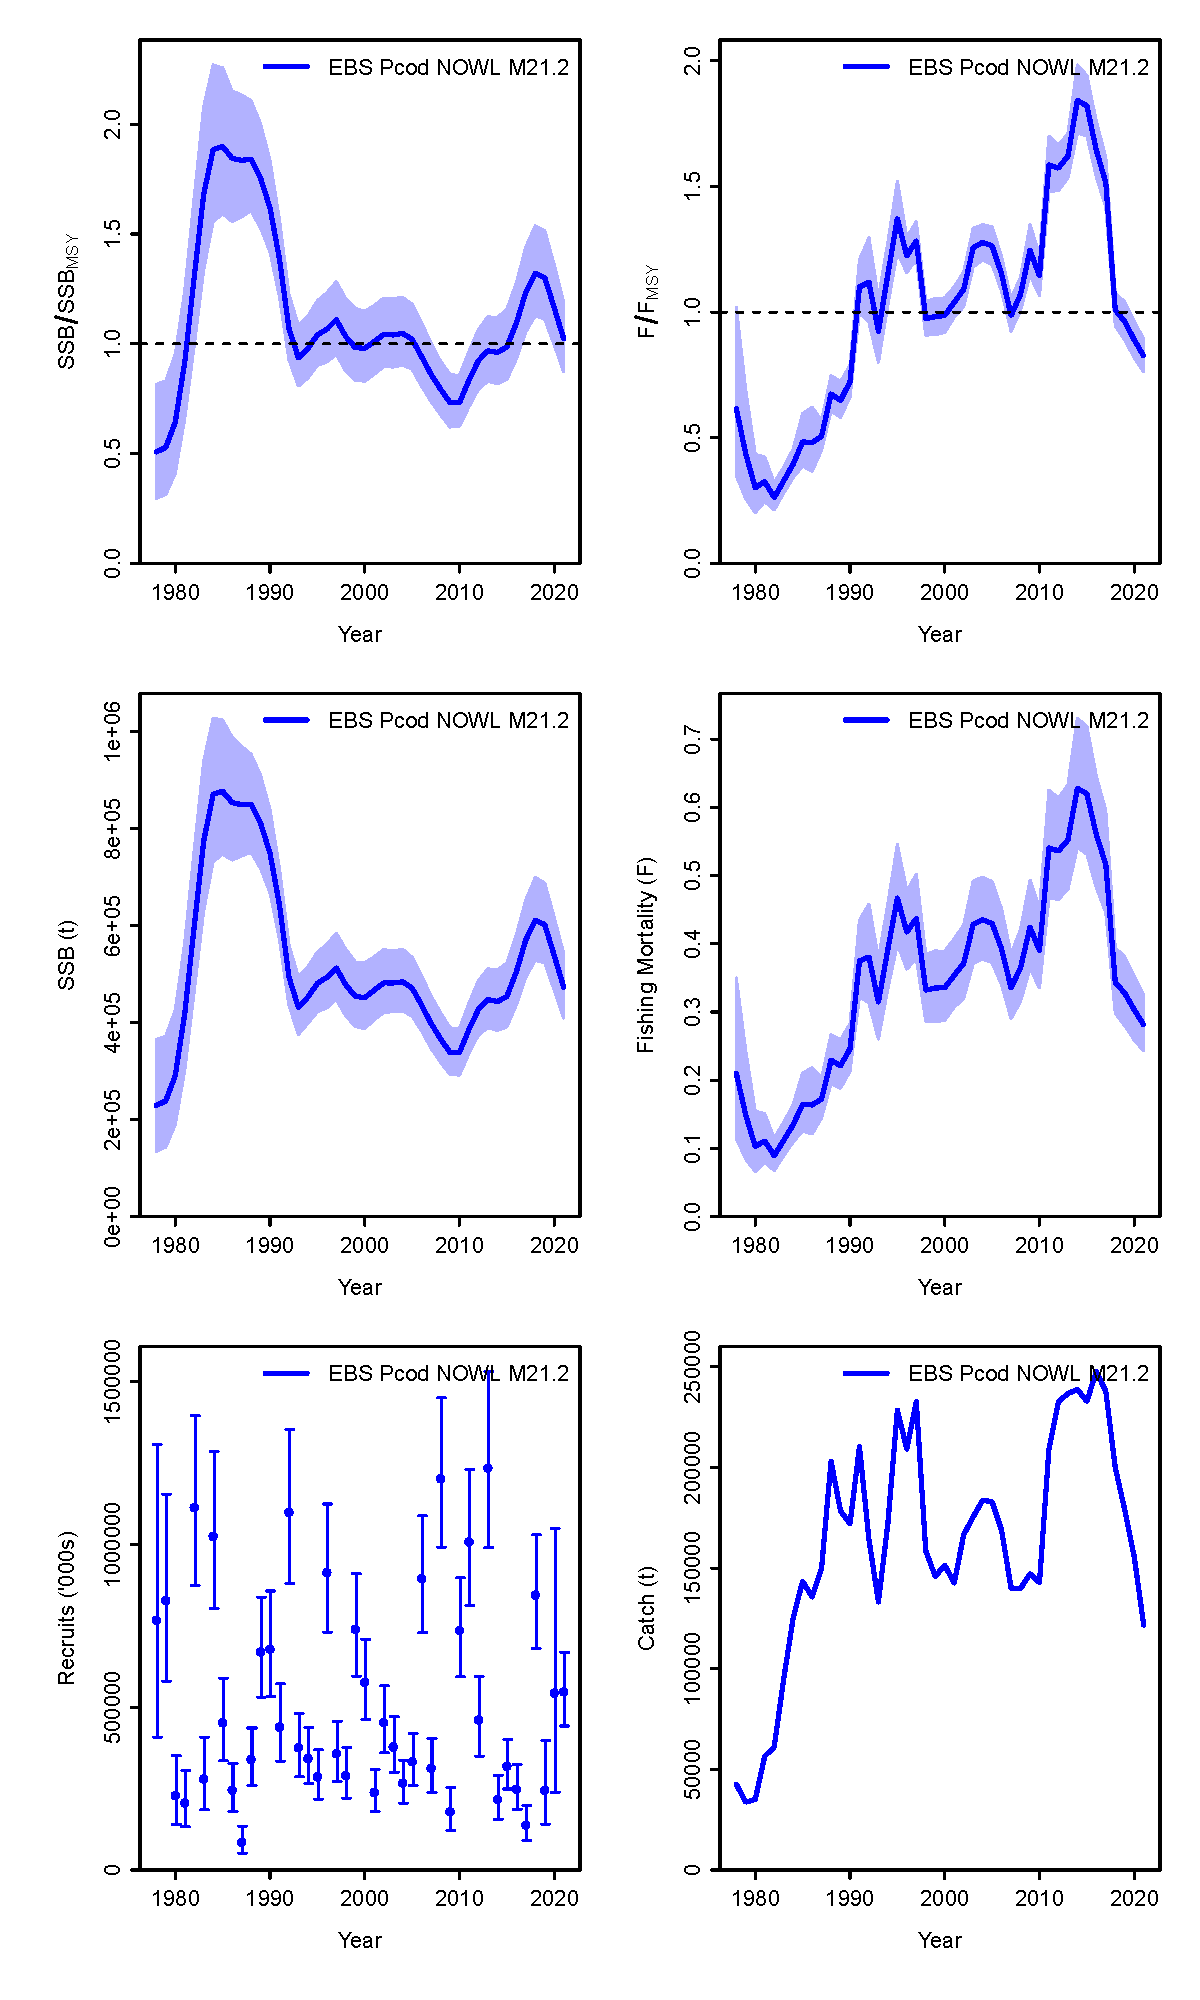 EBS Pcod NOWL M21.2
SSB/SSBMSY
0.0 0.5 1.0 1.5 2.0
1980 1990 2000 2010 2020
Year
EBS Pcod NOWL M21.2
F/FMSY
0.0 0.5 1.0 1.5 2.0
1980 1990 2000 2010 2020
Year
EBS Pcod NOWL M21.2
SSB (t)
0e+00 2e+05 4e+05 6e+05 8e+05 1e+06
1980 1990 2000 2010 2020
Year
EBS Pcod NOWL M21.2
Fishing Mortality (F)
0.0 0.1 0.2 0.3 0.4 0.5 0.6 0.7
1980 1990 2000 2010 2020
Year
EBS Pcod NOWL M21.2
Recruits ('000s)
0 500000 1000000 1500000
1980 1990 2000 2010 2020
Year
EBS Pcod NOWL M21.2
Catch (t)
0 50000 100000 150000 200000 250000
1980 1990 2000 2010 2020
Year